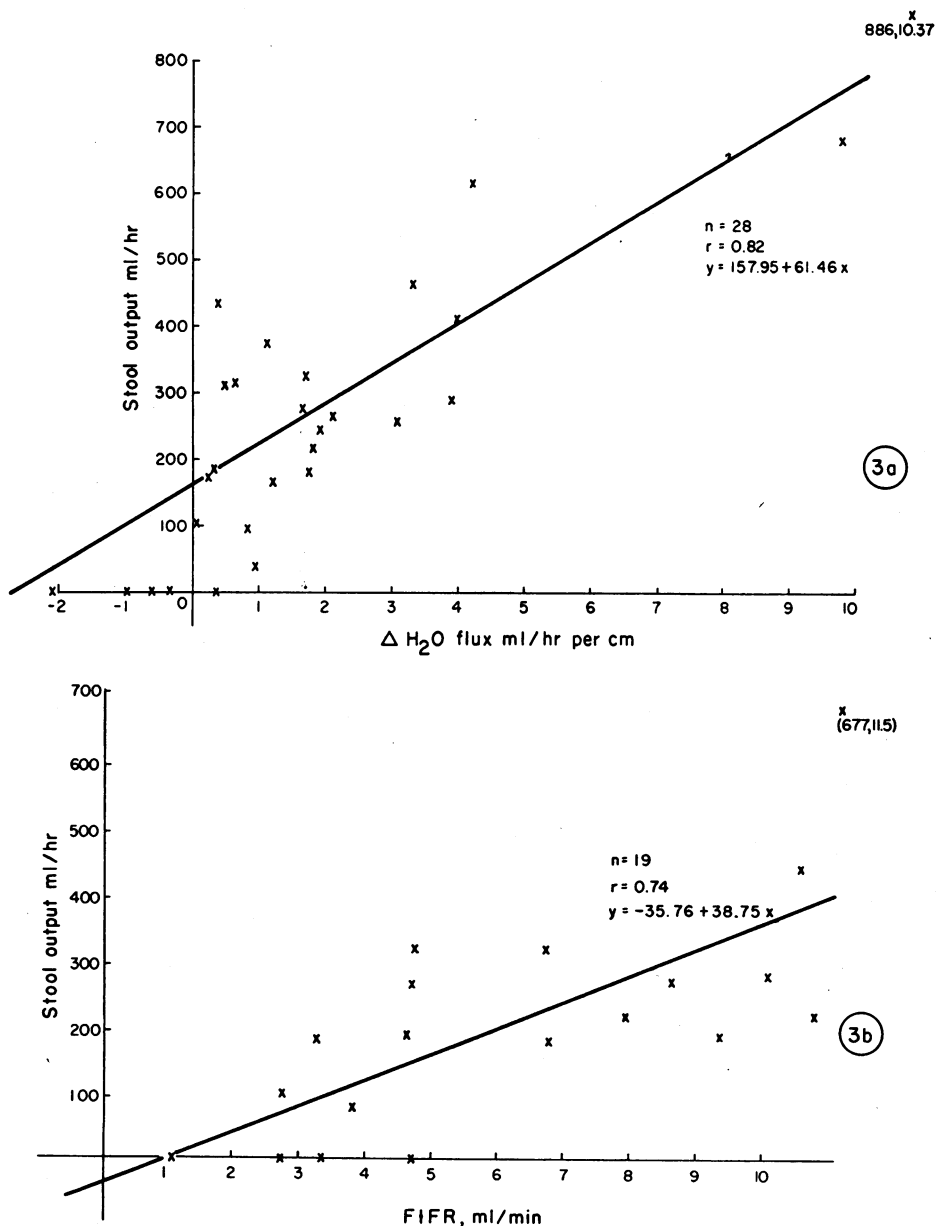 886,10.37
800
700
600
500
400
300
200
100
0
Stool output ml/hr
n = 28
r = 0.82
y = 157.95+61.46 x
3a
-2 -1 1 2 3 4 5 6 7 8 9 10
△ H2O flux ml/hr per cm
700
600
500
400
300
200
100
Stool output ml/hr
(677,11.5)
n= 19
r= 0.74
y = -35.76 +38.75 x
3b
1 2 3 4 5 6 7 8 9 10
FIFR, ml/min